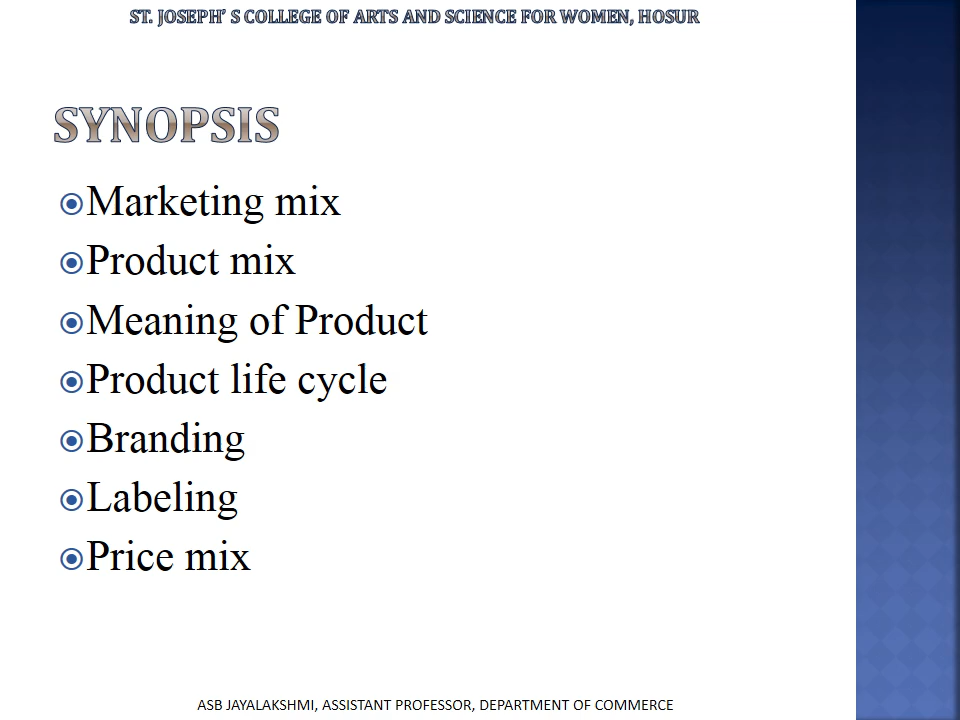 ST. JOSEPH’ S COLLEGE OF ARTS AND SCIENCE FOR WOMEN, HOSUR
SYNOPSIS
Marketing mix
Product mix
Meaning of Product
Product life cycle
Branding
Labeling
Price mix
ASB JAYALAKSHMI, ASSISTANT PROFESSOR, DEPARTMENT OF COMMERCE